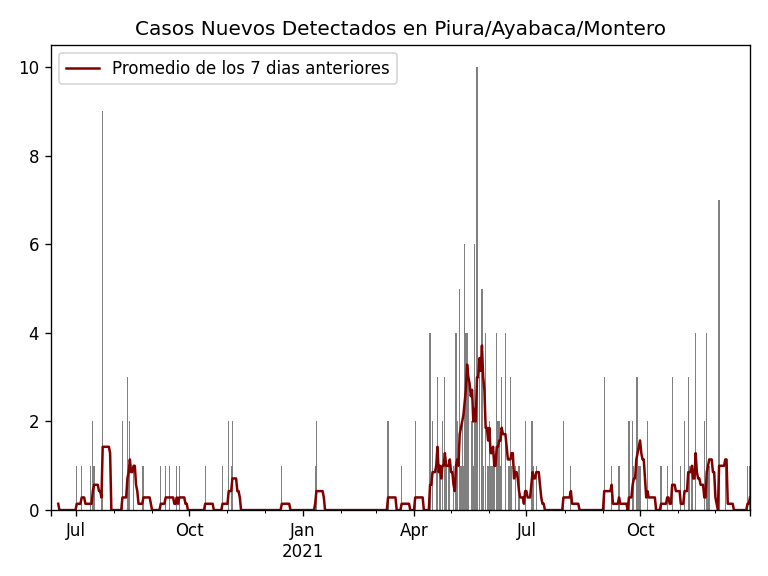 Casos Nuevos Detectados en Piura/Ayabaca/Montero
Promedio de los 7 dias anteriores
10
8
6
4
2
0
Jul
Oct
Jan
2021
Apr
Jul
Oct